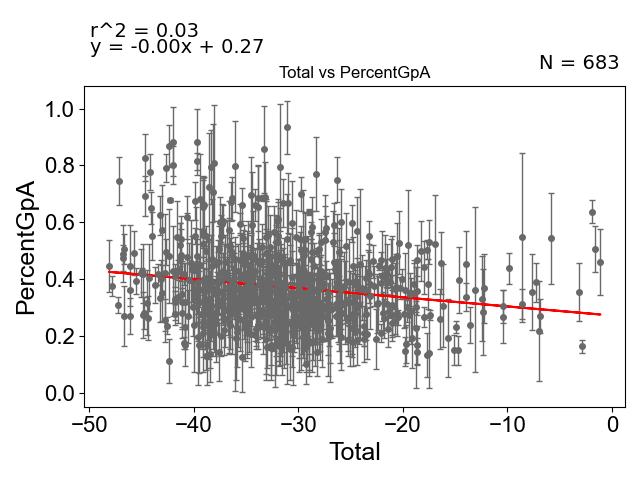 r^2 = 0.03
y = -0.00x + 0.27
N = 683
Total vs PercentGpA
1.0
0.8
0.6
0.4
0.2
0.0
PercentGpA
−50
−40
−30
−20
−10
0
Total